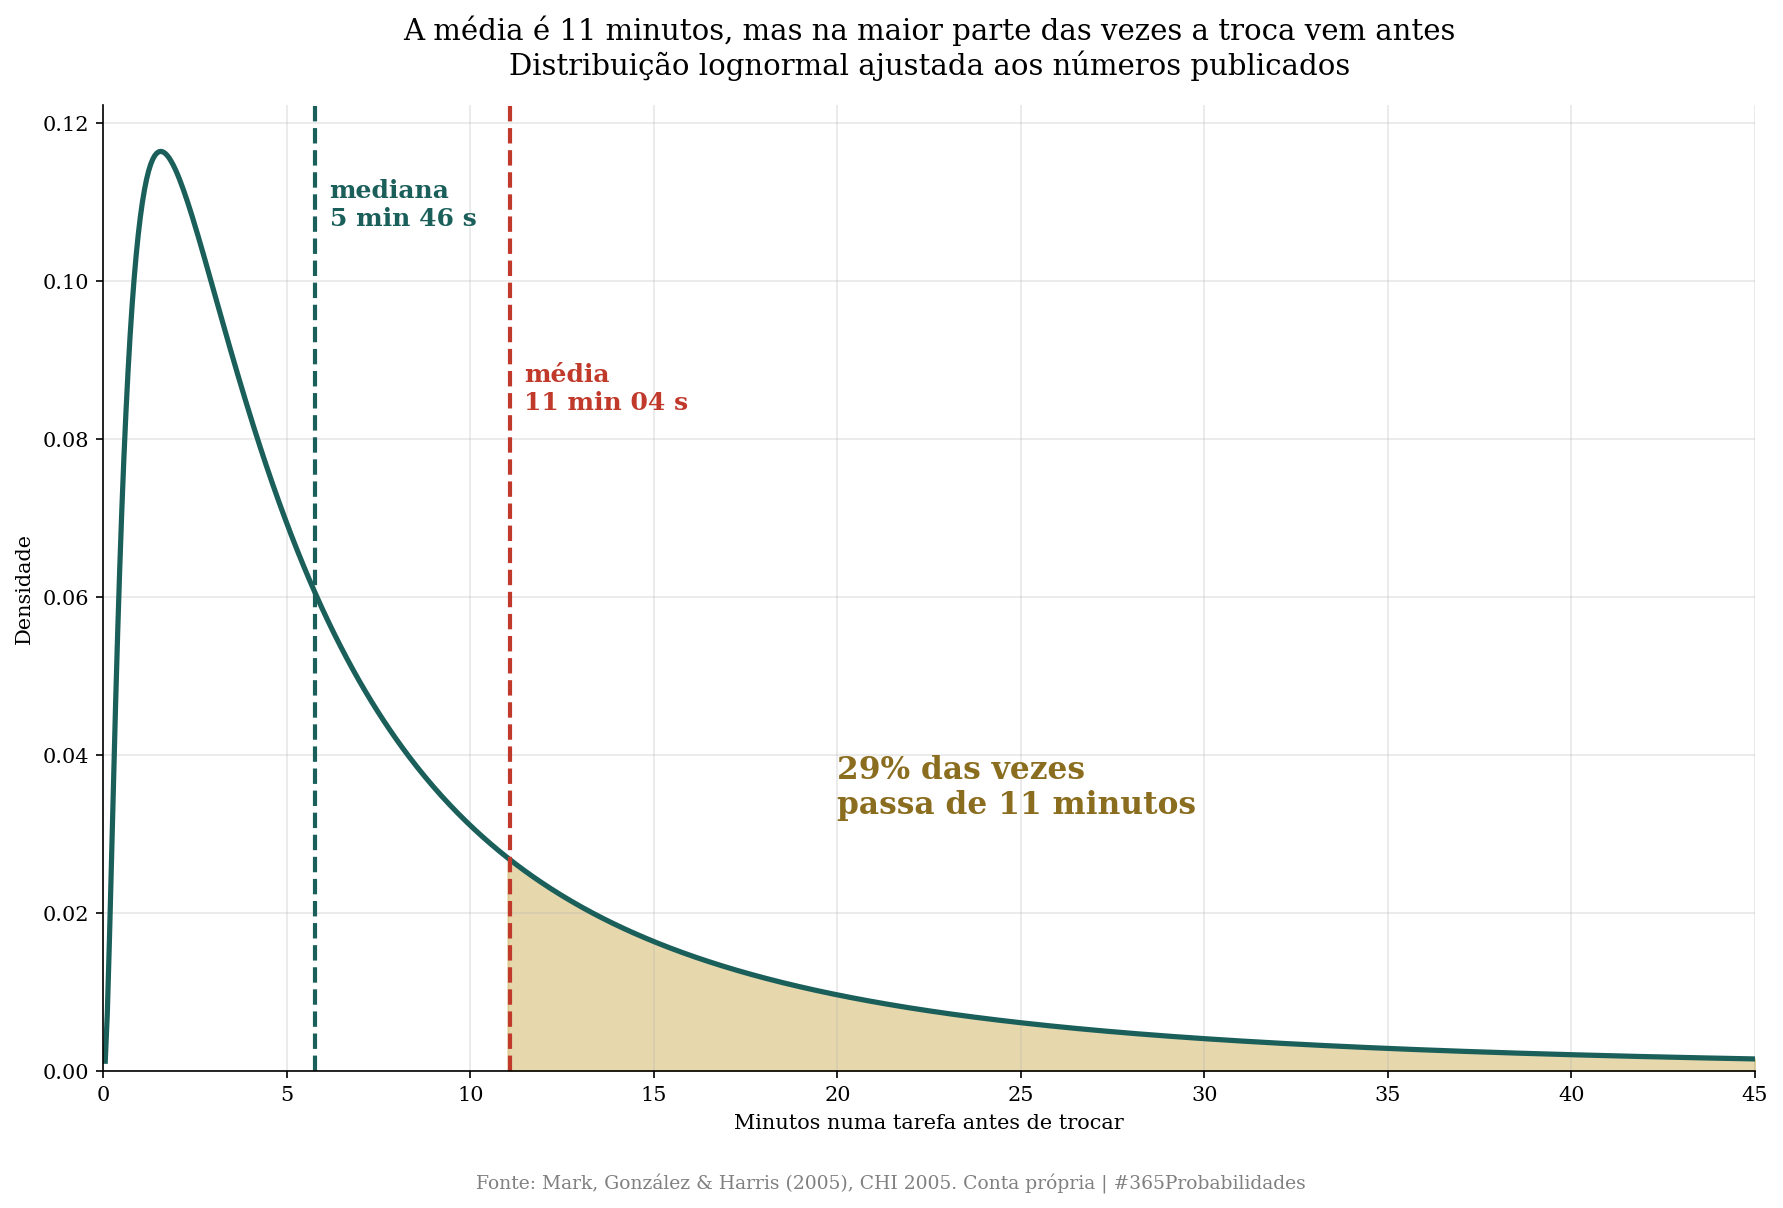 A média é 11 minutos, mas na maior parte das vezes a troca vem antes
Distribuição lognormal ajustada aos números publicados
0.12
0.10
0.08
0.06
0.04
0.02
0.00
Densidade
mediana
5 min 46 s
média
11 min 04 s
29% das vezes
passa de 11 minutos
0 5 10 15 20 25 30 35 40 45
Minutos numa tarefa antes de trocar
Fonte: Mark, González & Harris (2005), CHI 2005. Conta própria | #365Probabilidades